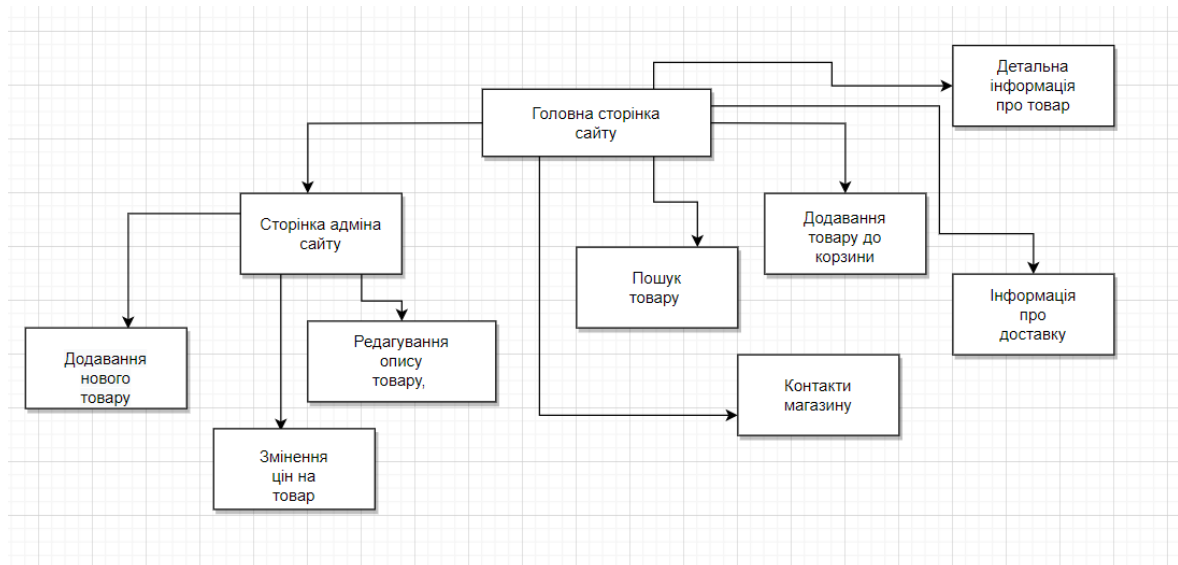 Детальна
інформація
про товар
Головна сторінка
сайту
Сторінка адміна
сайту
Додавання
товару до
корзини
Пошук
товару
Інформація
про
доставку
Додавання
нового
товару
Редагування
опису
товару,
Контакти
магазину
Змінення
цін на
товар